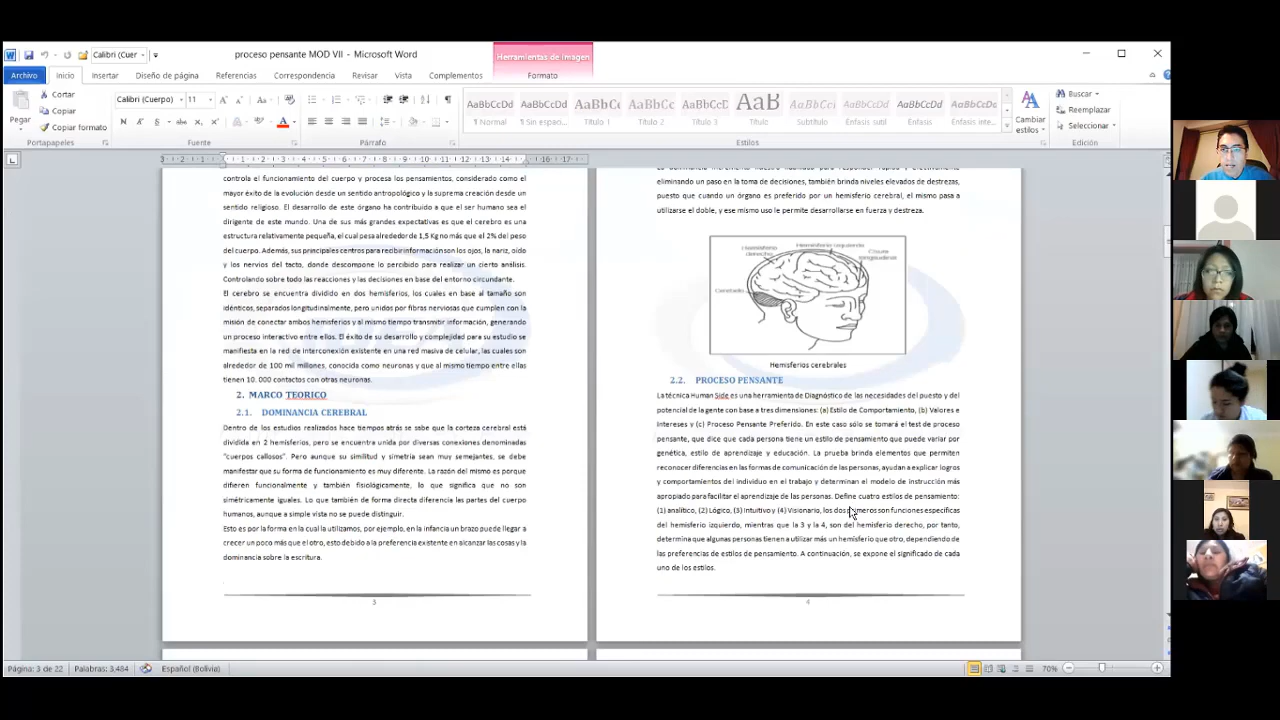 proceso pensante MOD VII - Microsoft Word
Herramientas de imagen
Calibri (Cuer
Archivo Inicio Insertar Diseño de página Referencias Correspondencia Revisar Vista Complementos Formato
Cortar
Copiar
Copiar formato
Pegar
Calibri (Cuerpo) 11
AaBbCcDd AaBbCcDd AaBbC AaBbCc AaBbCcD AaB AaBbCcDd AaBbCcDd AaBbCcDd AaBbCcDd
¶ Normal ¶ Sin espaci... Título 1 Título 2 Título 3 Título Subtítulo Énfasis sutil Énfasis Énfasis inte...
Cambiar estilos
Buscar
Reemplazar
Seleccionar
Portapapeles Fuente Párrafo Estilos Edición
controla el funcionamiento del cuerpo y procesa los pensamientos, considerado como el
mayor éxito de la evolución desde un sentido antropológico y la suprema creación desde un
sentido religioso. El desarrollo de este órgano ha contribuido a que el ser humano sea el
dirigente de este mundo. Una de sus más grandes expectativas es que el cerebro es una
estructura relativamente pequeña, el cual pesa alrededor de 1,5 Kg no más que el 2% del peso
del cuerpo. Además, sus principales centros para recibir información son los ojos, la nariz, oído
y los nervios del tacto, donde descompone lo percibido para realizar un cierto análisis.
Controlando sobre todo las reacciones y las decisiones en base del entorno circundante.
El cerebro se encuentra dividido en dos hemisferios, los cuales en base al tamaño son
idénticos, separados longitudinalmente, pero unidos por fibras nerviosas que cumplen con la
misión de conectar ambos hemisferios y al mismo tiempo transmitir información, generando
un proceso interactivo entre ellos. El éxito de su desarrollo y complejidad para su estudio se
manifiesta en la red de interconexión existente en una red masiva de celular, las cuales son
alrededor de 100 mil millones, conocida como neuronas y que al mismo tiempo entre ellas
tienen 10. 000 contactos con otras neuronas.
2. MARCO TEORICO
2.1. DOMINANCIA CEREBRAL
Dentro de los estudios realizados hace tiempos atrás se sabe que la corteza cerebral está
dividida en 2 hemisferios, pero se encuentra unida por diversas conexiones denominadas
"cuerpos callosos". Pero aunque su similitud y simetría sean muy semejantes, se debe
manifestar que su forma de funcionamiento es muy diferente. La razón del mismo es porque
difieren funcionalmente y también fisiológicamente, lo que significa que no son
simétricamente iguales. Lo que también de forma directa diferencia las partes del cuerpo
humano, aunque a simple vista no se puede distinguir.
Esto es por la forma en la cual la utilizamos, por ejemplo, en la infancia un brazo puede llegar a
crecer un poco más que el otro, esto debido a la preferencia existente en alcanzar las cosas y la
dominancia sobre la escritura.
3
eliminando un paso en la toma de decisiones, también brinda niveles elevados de destrezas,
puesto que cuando un órgano es preferido por un hemisferio cerebral, el mismo pasa a
utilizarse el doble, y ese mismo uso le permite desarrollarse en fuerza y destreza.
Hemisferio derecho
Hemisferio izquierdo
Cisura longitudinal
Cerebelo
Hemisferios cerebrales
2.2. PROCESO PENSANTE
La técnica Human Side es una herramienta de Diagnóstico de las necesidades del puesto y del
potencial de la gente con base a tres dimensiones: (a) Estilo de Comportamiento, (b) Valores e
Intereses y (c) Proceso Pensante Preferido. En este caso sólo se tomará el test de proceso
pensante, que dice que cada persona tiene un estilo de pensamiento que puede variar por
genética, estilo de aprendizaje y educación. La prueba brinda elementos que permiten
reconocer diferencias en las formas de comunicación de las personas, ayudan a explicar logros
y comportamientos del individuo en el trabajo y determinan el modelo de instrucción más
apropiado para facilitar el aprendizaje de las personas. Define cuatro estilos de pensamiento:
(1) analítico, (2) Lógico, (3) Intuitivo y (4) Visionario, los dos primeros son funciones específicas
del hemisferio izquierdo, mientras que la 3 y la 4, son del hemisferio derecho, por tanto,
determina que algunas personas tienen a utilizar más un hemisferio que otro, dependiendo de
las preferencias de estilos de pensamiento. A continuación, se expone el significado de cada
uno de los estilos.
4
Página: 3 de 22 Palabras: 3,484 Español (Bolivia) 70%